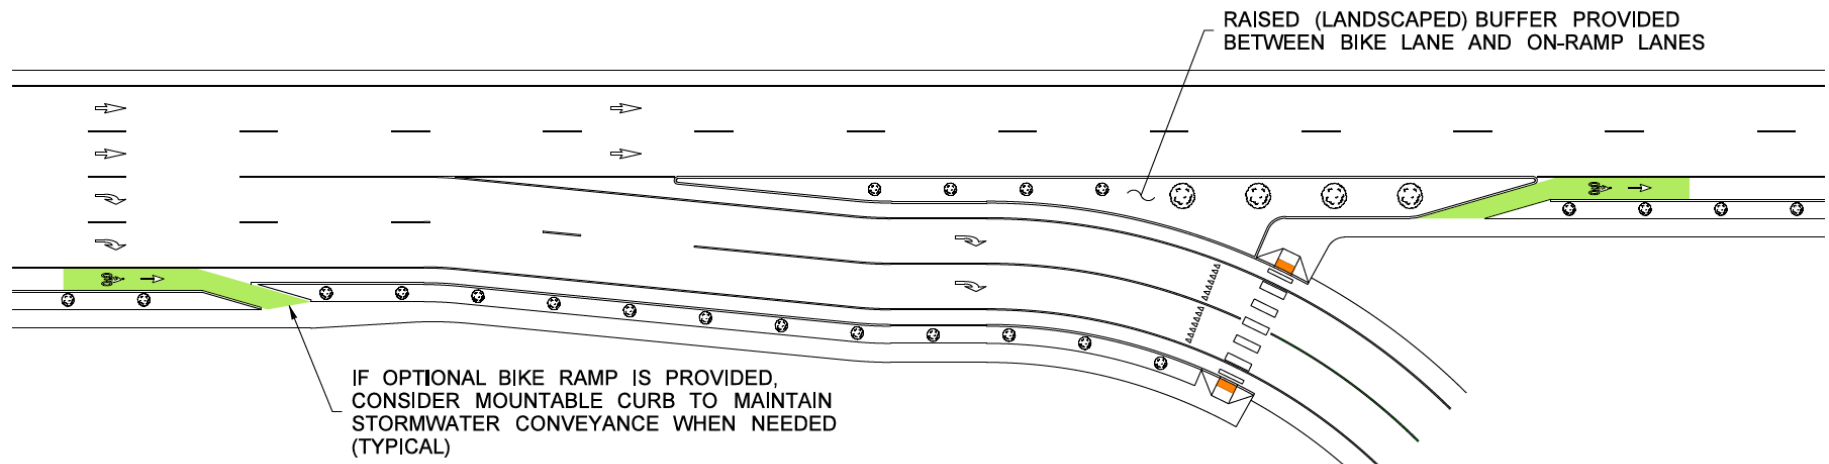 RAISED (LANDSCAPED) BUFFER PROVIDED
BETWEEN BIKE LANE AND ON-RAMP LANES
IF OPTIONAL BIKE RAMP IS PROVIDED,
CONSIDER MOUNTABLE CURB TO MAINTAIN
STORMWATER CONVEYANCE WHEN NEEDED
(TYPICAL)